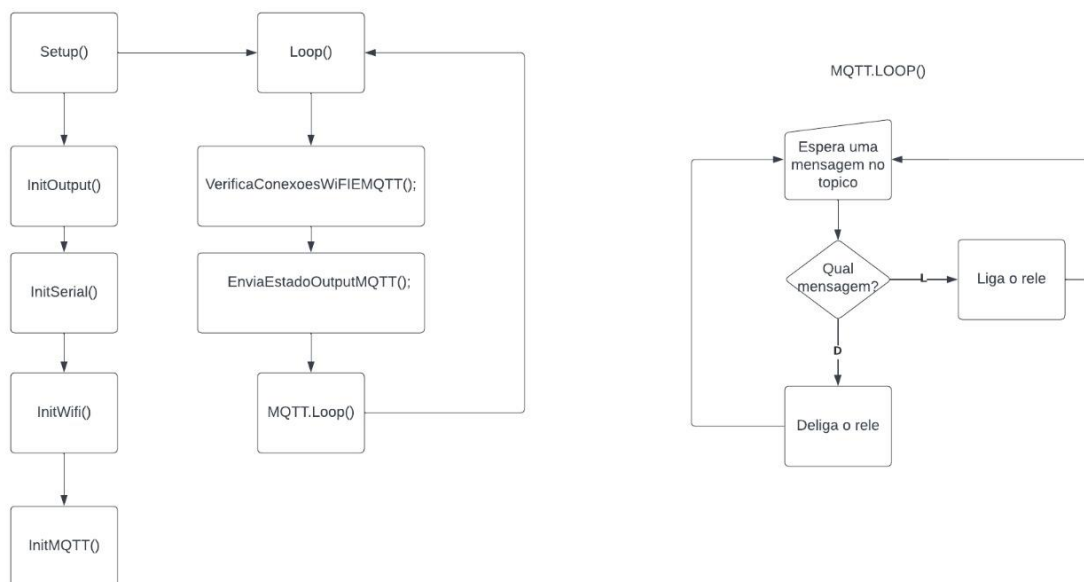 Setup()
Loop()
InitOutput()
VerificaConexoesWiFIEMQTT();
InitSerial()
EnviaEstadoOutputMQTT();
InitWifi()
MQTT.Loop()
InitMQTT()
MQTT.LOOP()
Espera uma
mensagem no
topico
Qual
mensagem?
L
Liga o rele
D
Deliga o rele